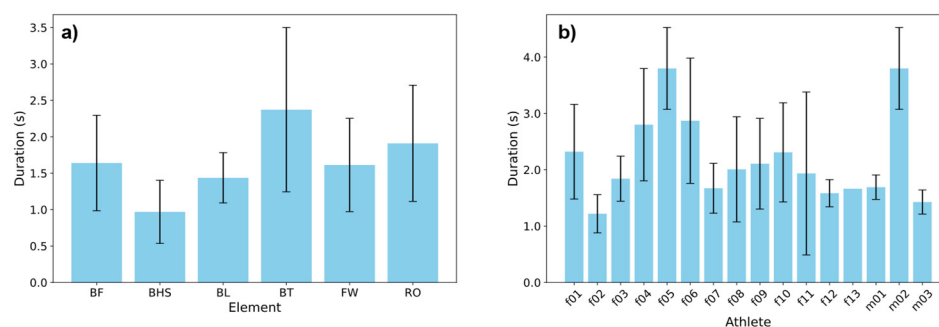 a)
Duration (s)
3.5
3.0
2.5
2.0
1.5
1.0
0.5
0.0
BF BHS BL BT FW RO
Element
b)
Duration (s)
4.0
3.0
2.0
1.0
0.0
f01 f02 f03 f04 f05 f06 f07 f08 f09 f10 f11 f12 f13 m01 m02 m03
Athlete